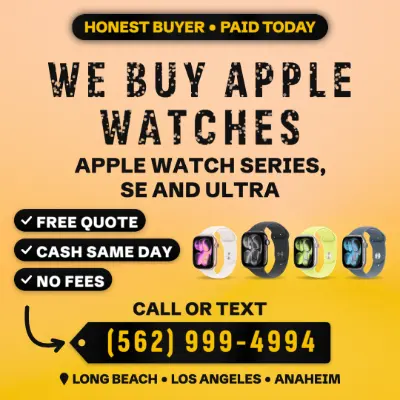 HONEST BUYER • PAID TODAY
WE BUY APPLE
WATCHES
APPLE WATCH SERIES,
SE AND ULTRA
FREE QUOTE
CASH SAME DAY
NO FEES
CALL OR TEXT
(562) 999-4994
LONG BEACH • LOS ANGELES • ANAHEIM